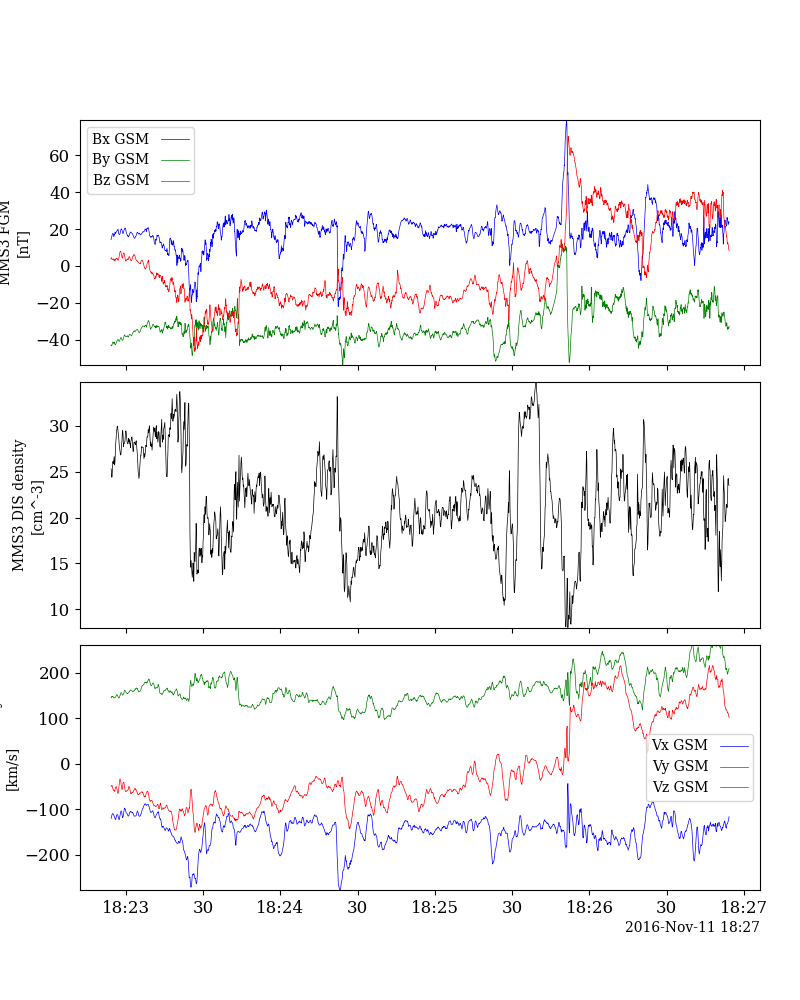 Bx GSM
By GSM
Bz GSM
MMS3 FGM
[nT]
60
40
20
0
−20
−40
MMS3 DIS density
[cm^-3]
30
25
20
15
10
[km/s]
200
100
0
−100
−200
Vx GSM
Vy GSM
Vz GSM
18:23 30 18:24 30 18:25 30 18:26 30 18:27
2016-Nov-11 18:27